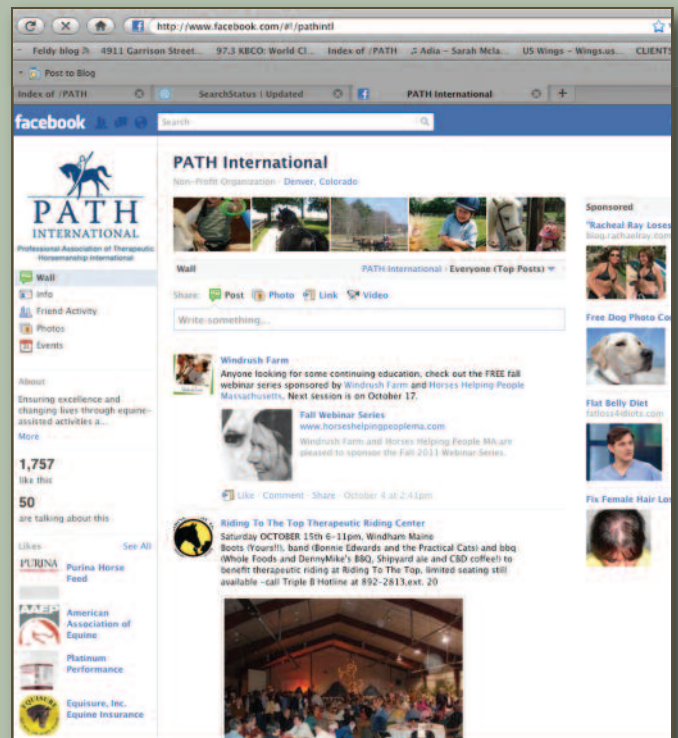 http://www.facebook.com/#!/pathintl
Feldy blog 4911 Garrison Street... 97.3 KBCO: World Cl... Index of /PATH Adia – Sarah Mcla... US Wings – Wings.us... CLIENTS
Post to Blog
Index of /PATH SearchStatus | Updated PATH International
facebook Search
PATH
INTERNATIONAL
Professional Association of Therapeutic
Horsemanship International
Wall
Info
Friend Activity
Photos
Events
About
Ensuring excellence and
changing lives through equine-
assisted activities a...
More
1,757
like this
50
are talking about this
Likes See All
PURINA
Purina Horse
Feed
AAEP
American
Association of
Equine
Platinum
Performance
EQUISURE
Equisure, Inc.
Equine Insurance
PATH International
Non-Profit Organization · Denver, Colorado
Wall PATH International · Everyone (Top Posts)
Share: Post Photo Link Video
Write something...
Windrush Farm
Anyone looking for some continuing education, check out the FREE fall
webinar series sponsored by Windrush Farm and Horses Helping People
Massachusetts. Next session is on October 17.
Fall Webinar Series
www.horseshelpingpeoplema.com
Windrush Farm and Horses Helping People MA are
pleased to sponsor the Fall 2011 Webinar Series.
Like · Comment · Share · October 4 at 2:41pm
Riding To The Top Therapeutic Riding Center
Saturday OCTOBER 15th 6-11pm, Windham Maine
Boots (Yours!!), band (Bonnie Edwards and the Practical Cats) and bbq
(Whole Foods and DennyMike's BBQ, Shipyard ale and CBD coffee!) to
benefit therapeutic riding at Riding To The Top, limited seating still
available -call Triple B Hotline at 892-2813,ext. 20
Sponsored
"Racheal Ray Loses
blog.rachaelray.com
Free Dog Photo Co
Flat Belly Diet
fatloss4idiots.com
Fix Female Hair Los